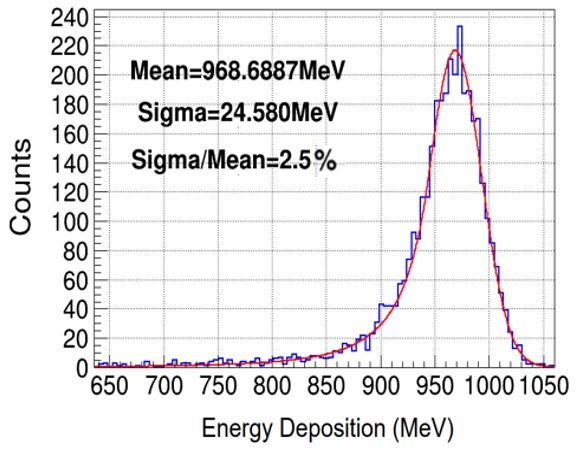 240
220
200
180
160
140
120
100
80
60
40
20
0
Counts
Mean=968.6887MeV
Sigma=24.580MeV
Sigma/Mean=2.5%
650 700 750 800 850 900 950 1000 1050
Energy Deposition (MeV)